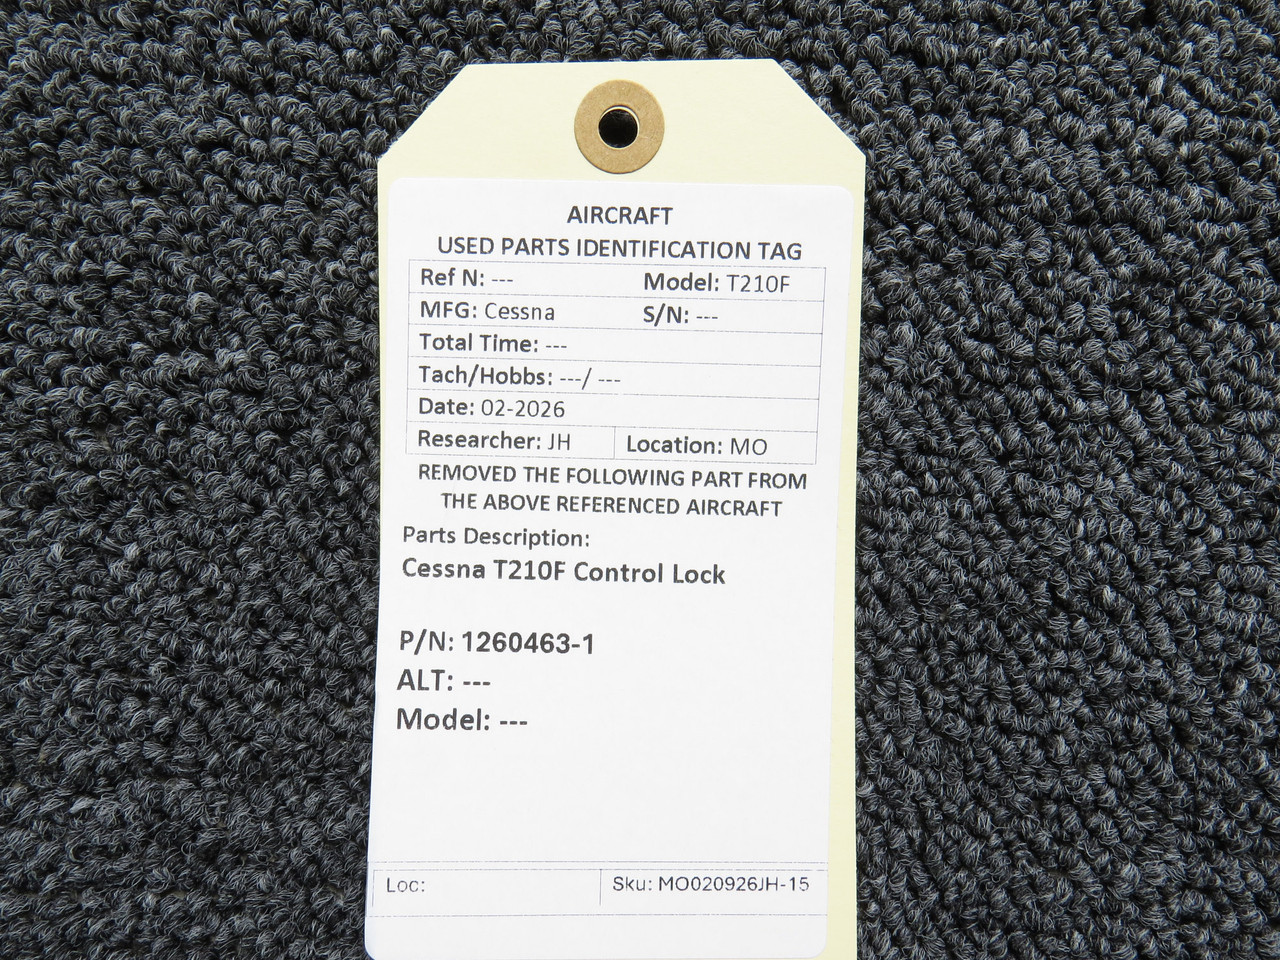 AIRCRAFT
USED PARTS IDENTIFICATION TAG
Ref N: --- Model: T210F
MFG: Cessna S/N: ---
Total Time: ---
Tach/Hobbs: ---/ ---
Date: 02-2026
Researcher: JH Location: MO
REMOVED THE FOLLOWING PART FROM
THE ABOVE REFERENCED AIRCRAFT
Parts Description:
Cessna T210F Control Lock
P/N: 1260463-1
ALT: ---
Model: ---
Loc: Sku: MO020926JH-15